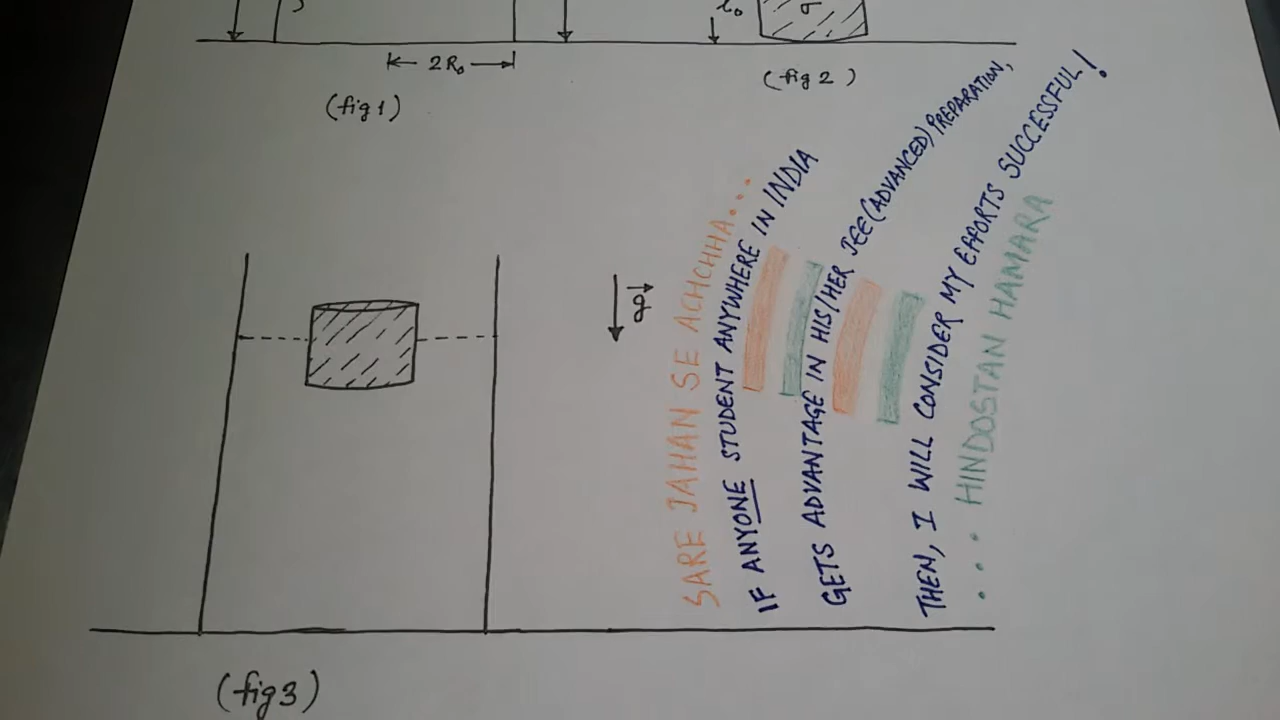 l₀
σ
2R₀
(fig 1)
(fig 2)
g
SARE JAHAN SE ACHCHHA...
IF ANYONE STUDENT ANYWHERE IN INDIA
GETS ADVANTAGE IN HIS/HER JEE(ADVANCED) PREPARATION,
THEN, I WILL CONSIDER MY EFFORTS SUCCESSFUL!
... HINDOSTAN HAMARA
(fig 3)